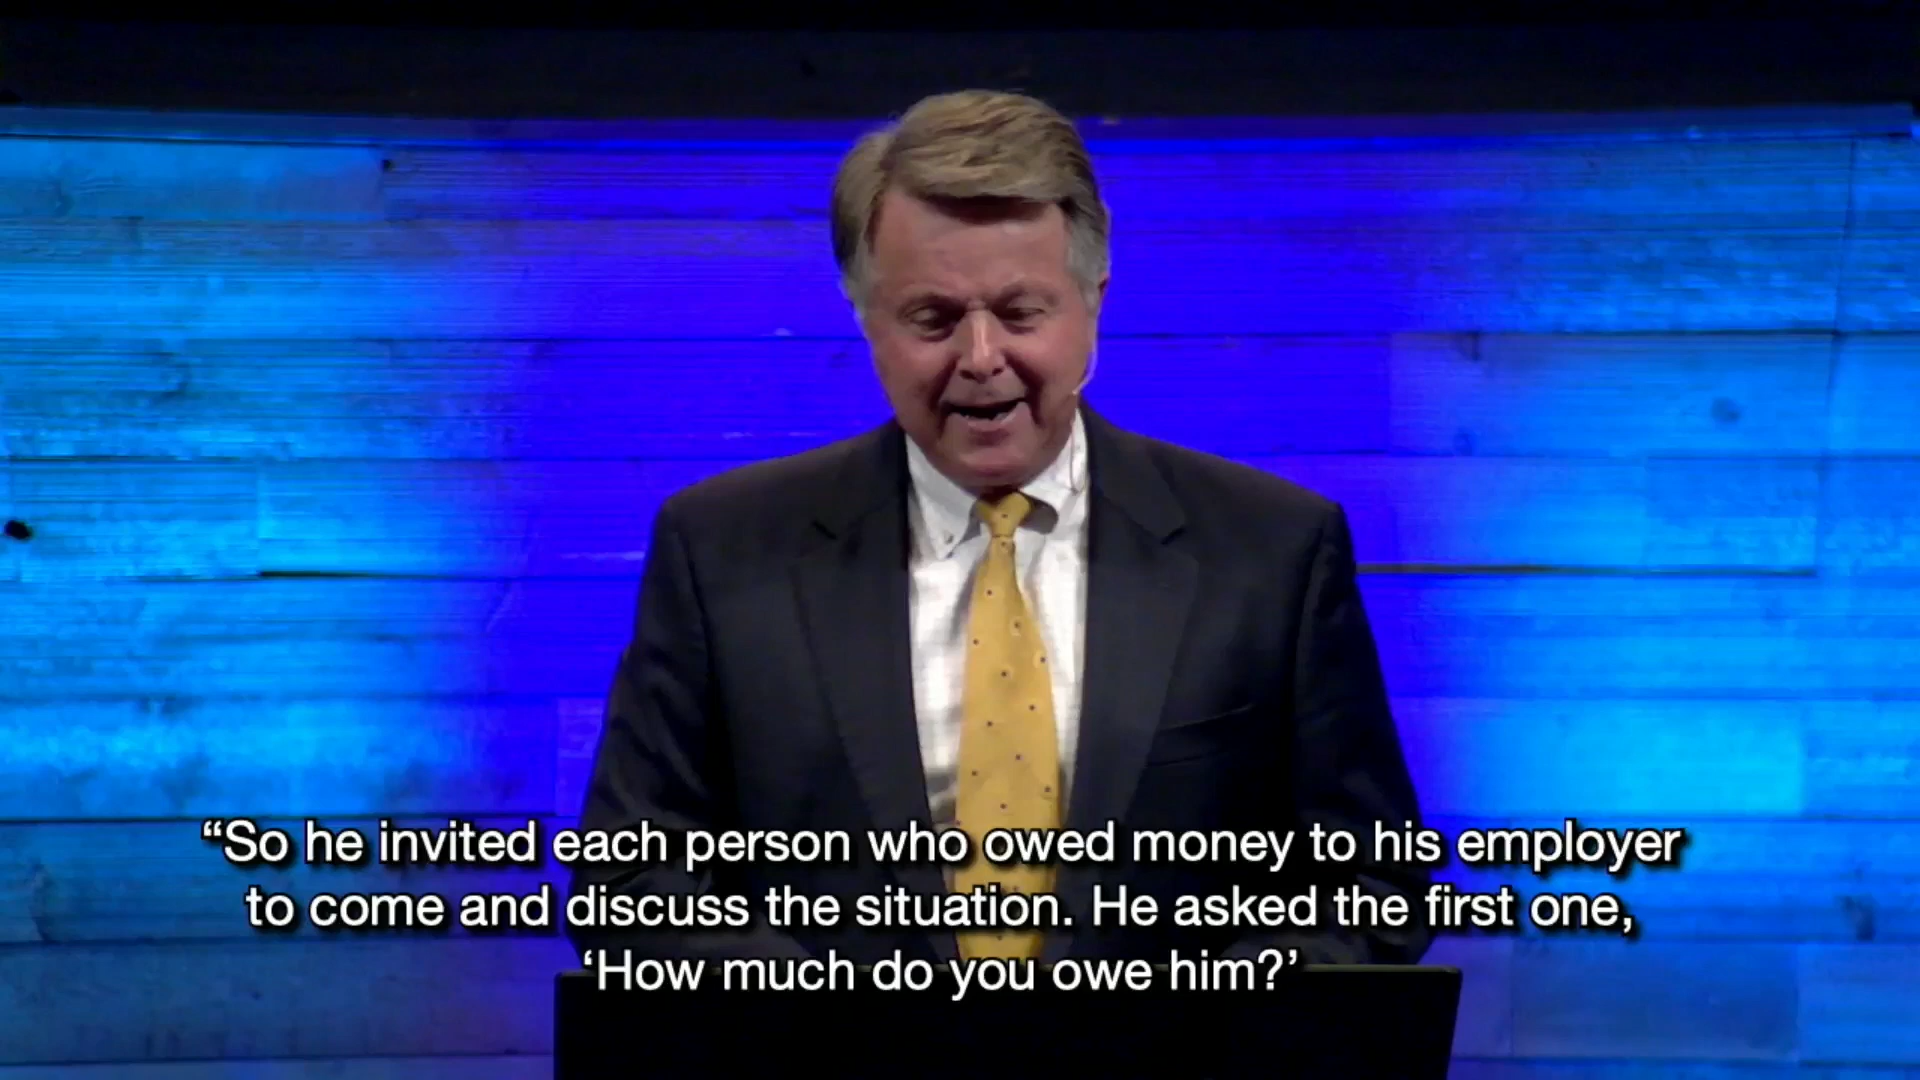 “So he invited each person who owed money to his employer
to come and discuss the situation. He asked the first one,
‘How much do you owe him?’